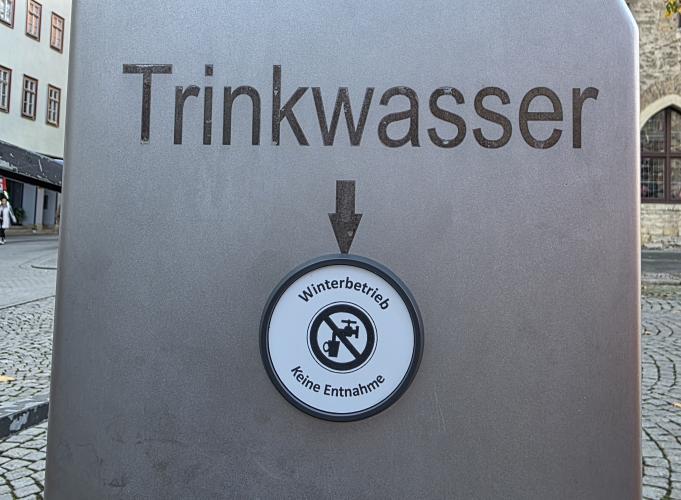 Trinkwasser
Winterbetrieb
Keine Entnahme